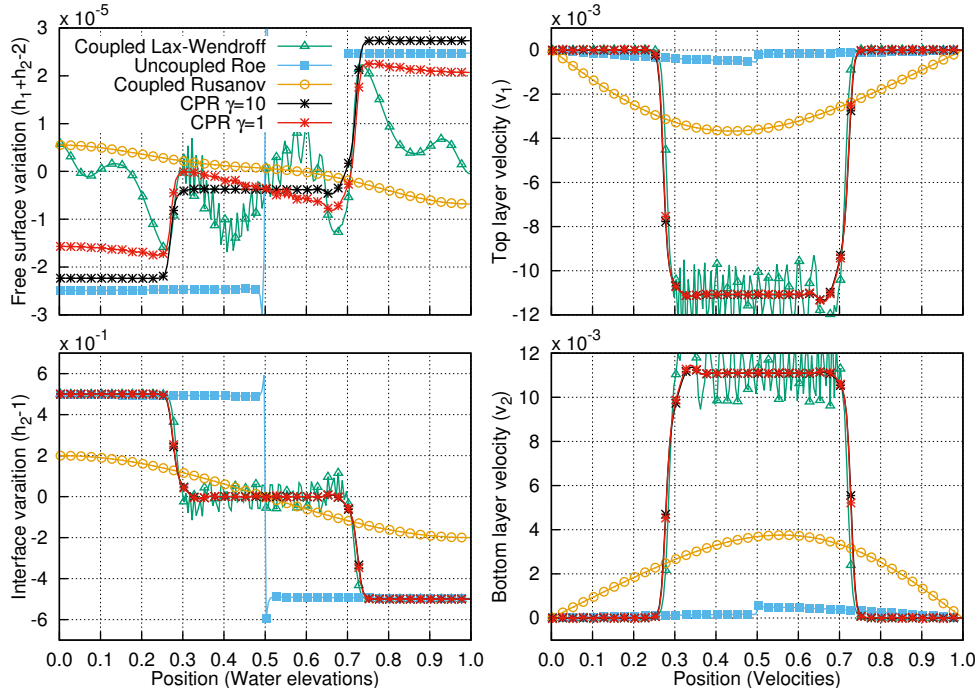 x 10⁻⁵
Free surface variation (h₁+h₂-2)
3
2
1
0
-1
-2
-3
Coupled Lax-Wendroff
Uncoupled Roe
Coupled Rusanov
CPR γ=10
CPR γ=1
x 10⁻³
Top layer velocity (v₁)
0
-2
-4
-6
-8
-10
-12
x 10⁻¹
Interface varaition (h₂-1)
6
4
2
0
-2
-4
-6
0.0 0.1 0.2 0.3 0.4 0.5 0.6 0.7 0.8 0.9 1.0
Position (Water elevations)
x 10⁻³
Bottom layer velocity (v₂)
12
10
8
6
4
2
0
0.0 0.1 0.2 0.3 0.4 0.5 0.6 0.7 0.8 0.9 1.0
Position (Velocities)